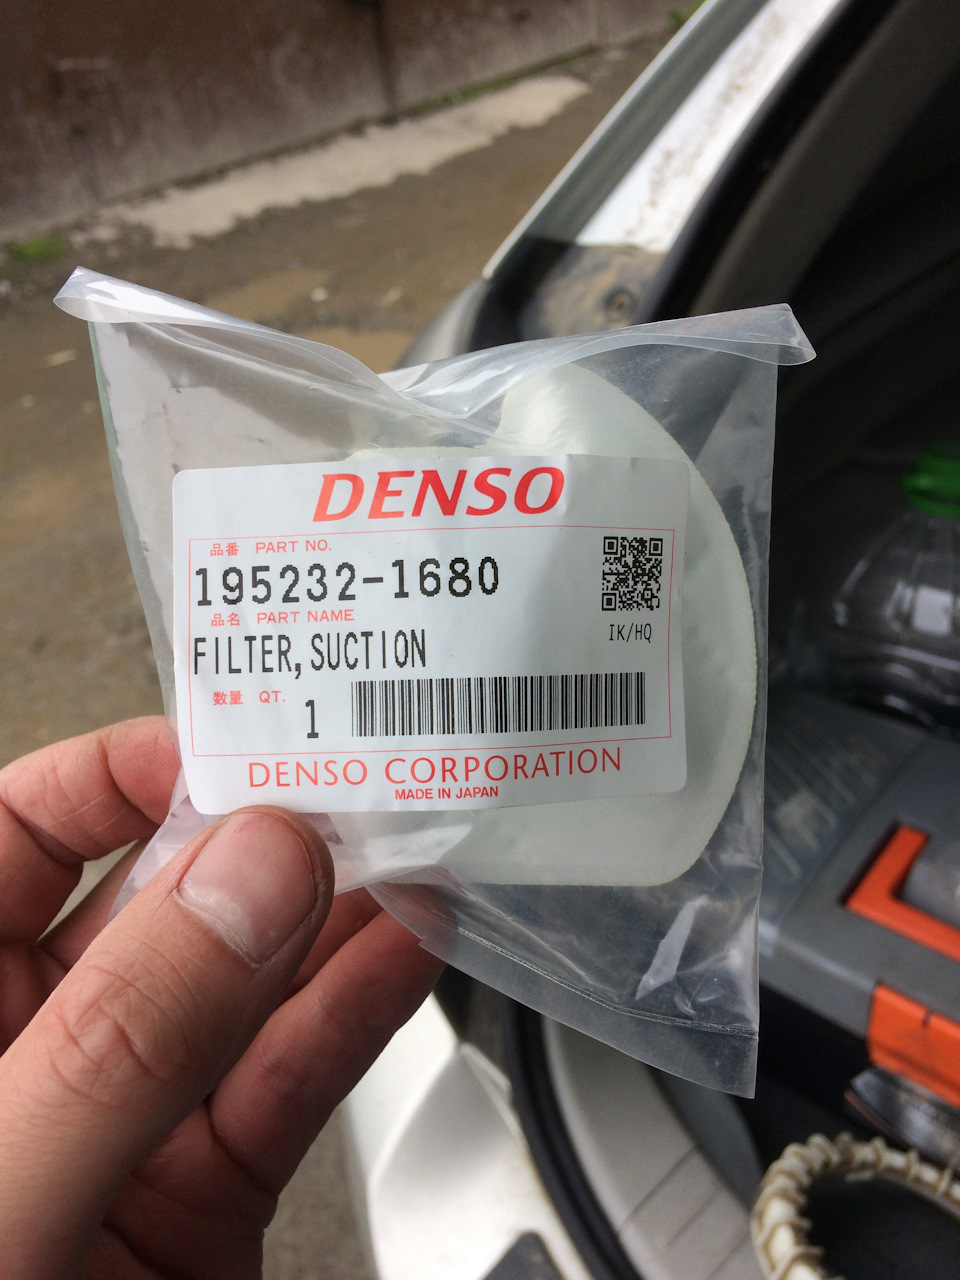 DENSO
品番 PART NO.
195232-1680
品名 PART NAME
FILTER,SUCTION
IK/HQ
数量 QT.
1
DENSO CORPORATION
MADE IN JAPAN